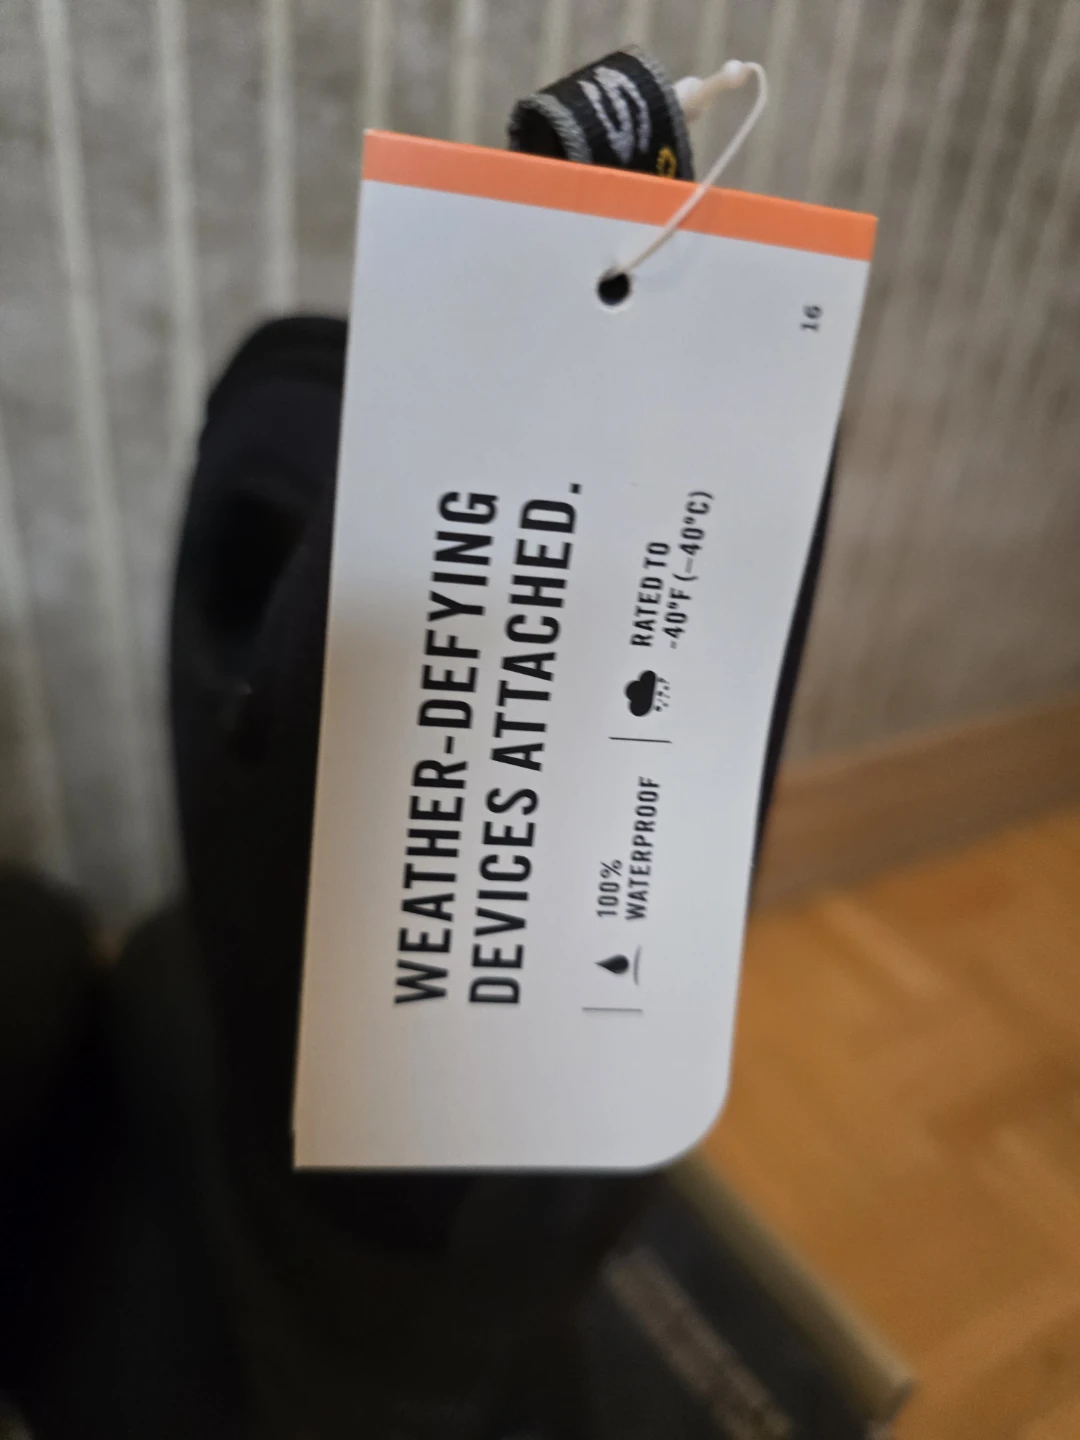 WEATHER-DEFYING
DEVICES ATTACHED.
100%
WATERPROOF
RATED TO
-40°F (–40°C)
16